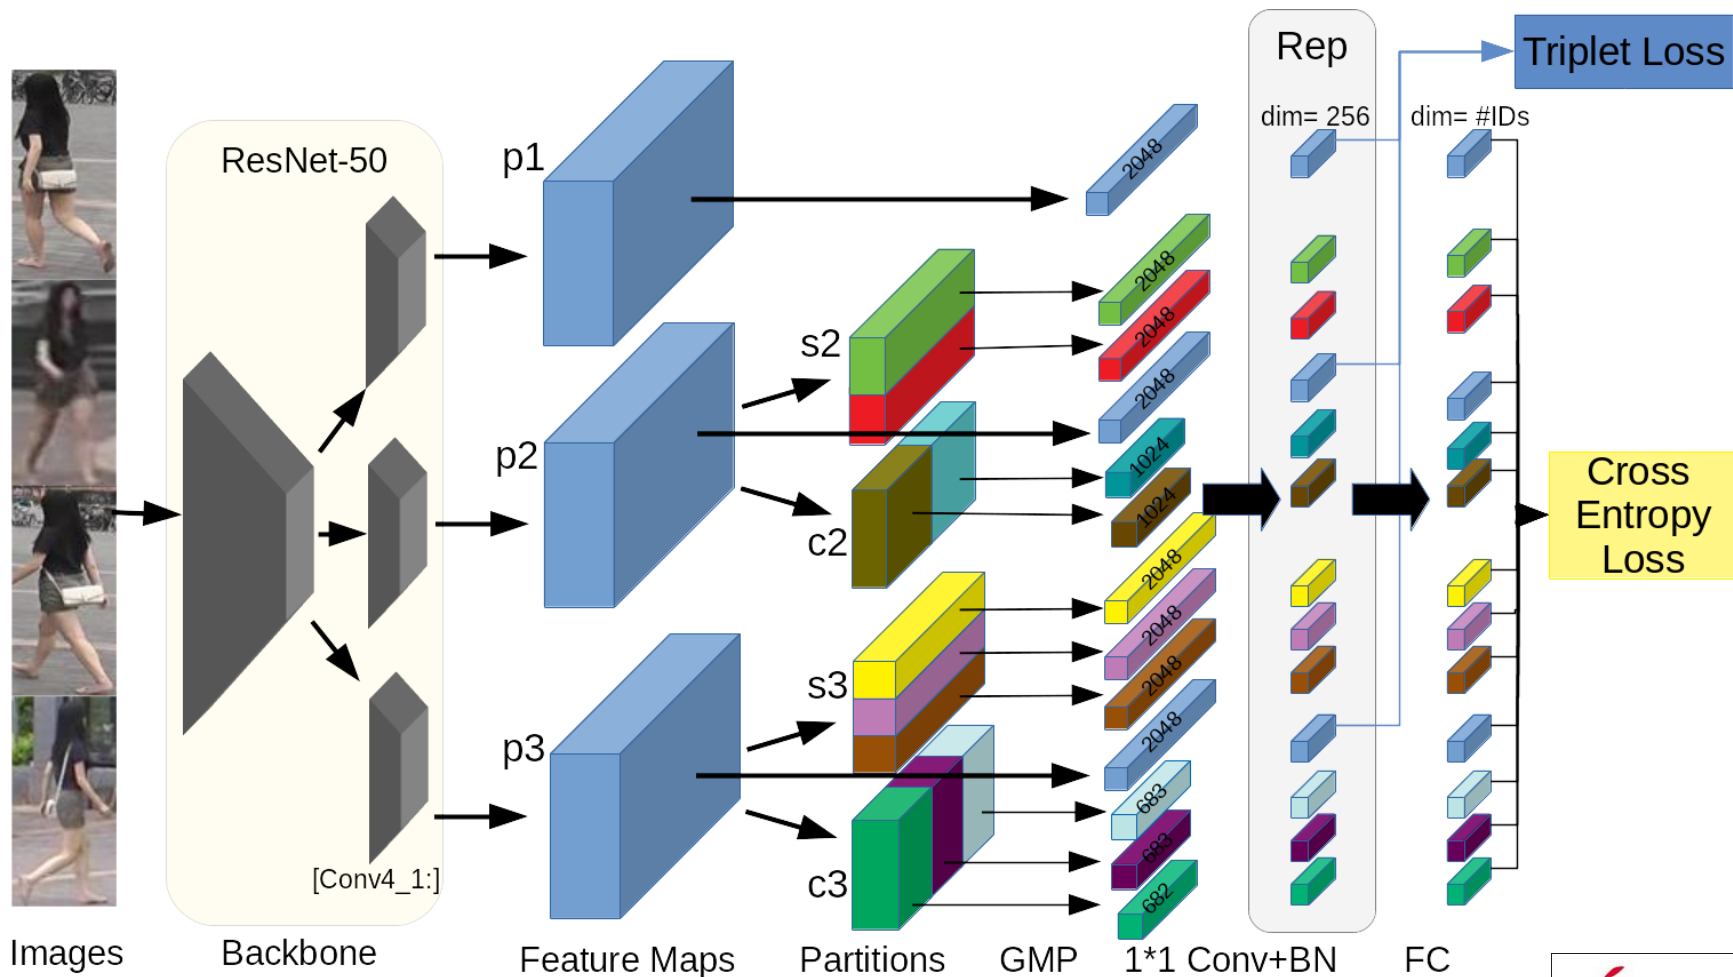 Rep
Triplet Loss
dim= 256
dim= #IDs
ResNet-50
p1
2048
2048
s2
2048
2048
p2
1024
1024
c2
Cross
Entropy
Loss
2048
2048
s3
2048
p3
2048
683
683
c3
682
[Conv4_1:]
Images
Backbone
Feature Maps
Partitions
GMP
1*1 Conv+BN
FC